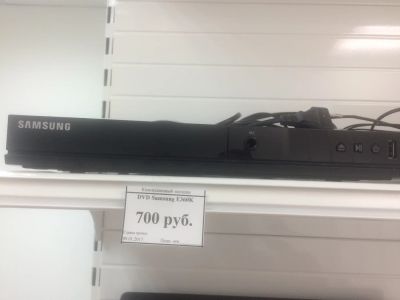 SAMSUNG
Комиссионный магазин
DVD Samsung E360K
700 руб.